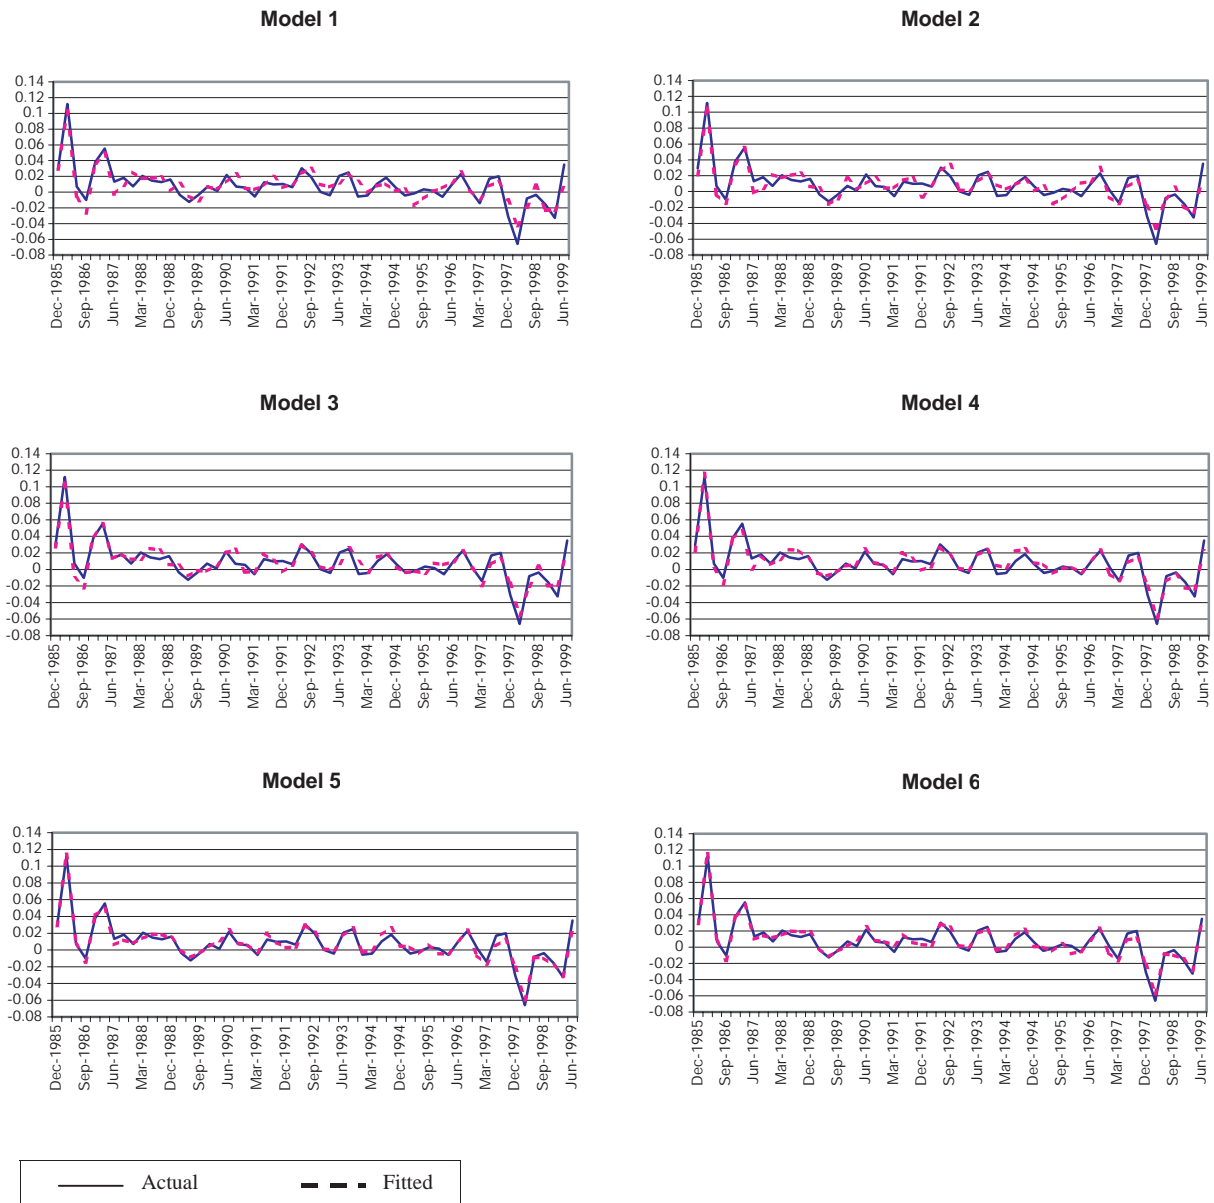 Model 1
0.14
0.12
0.1
0.08
0.06
0.04
0.02
0
-0.02
-0.04
-0.06
-0.08
Dec-1985
Sep-1986
Jun-1987
Mar-1988
Dec-1988
Sep-1989
Jun-1990
Mar-1991
Dec-1991
Sep-1992
Jun-1993
Mar-1994
Dec-1994
Sep-1995
Jun-1996
Mar-1997
Dec-1997
Sep-1998
Jun-1999
Model 2
0.14
0.12
0.1
0.08
0.06
0.04
0.02
0
-0.02
-0.04
-0.06
-0.08
Dec-1985
Sep-1986
Jun-1987
Mar-1988
Dec-1988
Sep-1989
Jun-1990
Mar-1991
Dec-1991
Sep-1992
Jun-1993
Mar-1994
Dec-1994
Sep-1995
Jun-1996
Mar-1997
Dec-1997
Sep-1998
Jun-1999
Model 3
0.14
0.12
0.1
0.08
0.06
0.04
0.02
0
-0.02
-0.04
-0.06
-0.08
Dec-1985
Sep-1986
Jun-1987
Mar-1988
Dec-1988
Sep-1989
Jun-1990
Mar-1991
Dec-1991
Sep-1992
Jun-1993
Mar-1994
Dec-1994
Sep-1995
Jun-1996
Mar-1997
Dec-1997
Sep-1998
Jun-1999
Model 4
0.14
0.12
0.1
0.08
0.06
0.04
0.02
0
-0.02
-0.04
-0.06
-0.08
Dec-1985
Sep-1986
Jun-1987
Mar-1988
Dec-1988
Sep-1989
Jun-1990
Mar-1991
Dec-1991
Sep-1992
Jun-1993
Mar-1994
Dec-1994
Sep-1995
Jun-1996
Mar-1997
Dec-1997
Sep-1998
Jun-1999
Model 5
0.14
0.12
0.1
0.08
0.06
0.04
0.02
0
-0.02
-0.04
-0.06
-0.08
Dec-1985
Sep-1986
Jun-1987
Mar-1988
Dec-1988
Sep-1989
Jun-1990
Mar-1991
Dec-1991
Sep-1992
Jun-1993
Mar-1994
Dec-1994
Sep-1995
Jun-1996
Mar-1997
Dec-1997
Sep-1998
Jun-1999
Model 6
0.14
0.12
0.1
0.08
0.06
0.04
0.02
0
-0.02
-0.04
-0.06
-0.08
Dec-1985
Sep-1986
Jun-1987
Mar-1988
Dec-1988
Sep-1989
Jun-1990
Mar-1991
Dec-1991
Sep-1992
Jun-1993
Mar-1994
Dec-1994
Sep-1995
Jun-1996
Mar-1997
Dec-1997
Sep-1998
Jun-1999
Actual
Fitted